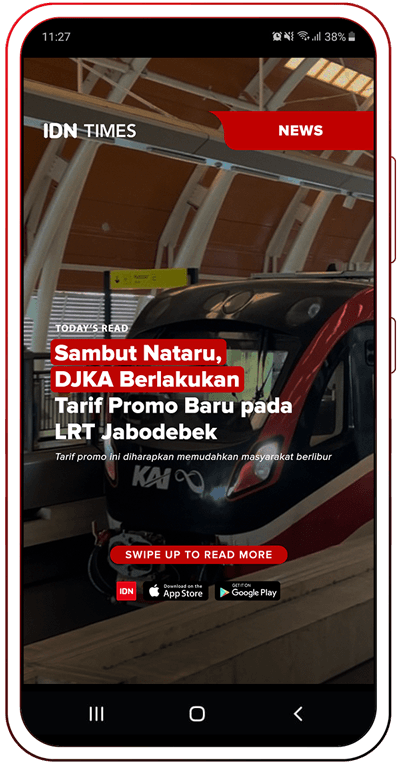 11:27
38%
IDN TIMES
NEWS
TODAY'S READ
Sambut Nataru,
DJKA Berlakukan
Tarif Promo Baru pada
LRT Jabodebek
Tarif promo ini diharapkan memudahkan masyarakat berlibur
KAI
SWIPE UP TO READ MORE
IDN
Download on the
App Store
GET IT ON
Google Play